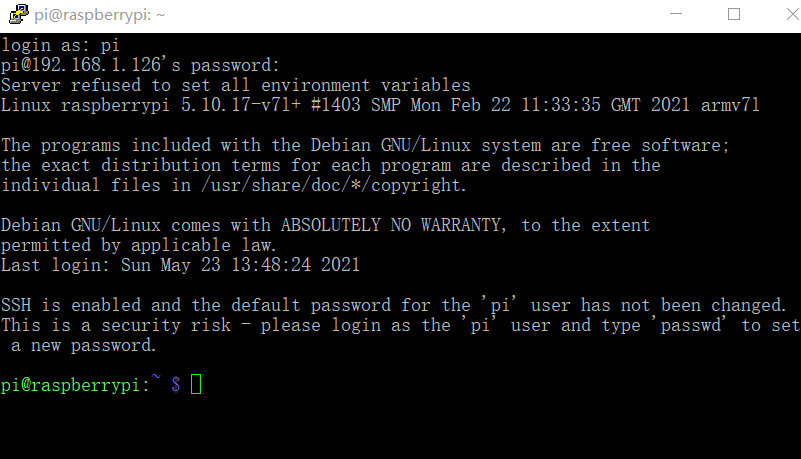 pi@raspberrypi: ~
login as: pi
pi@192.168.1.126's password:
Server refused to set all environment variables
Linux raspberrypi 5.10.17-v7l+ #1403 SMP Mon Feb 22 11:33:35 GMT 2021 armv7l
The programs included with the Debian GNU/Linux system are free software;
the exact distribution terms for each program are described in the
individual files in /usr/share/doc/*/copyright.
Debian GNU/Linux comes with ABSOLUTELY NO WARRANTY, to the extent
permitted by applicable law.
Last login: Sun May 23 13:48:24 2021
SSH is enabled and the default password for the 'pi' user has not been changed.
This is a security risk - please login as the 'pi' user and type 'passwd' to set
a new password.
pi@raspberrypi:~ $